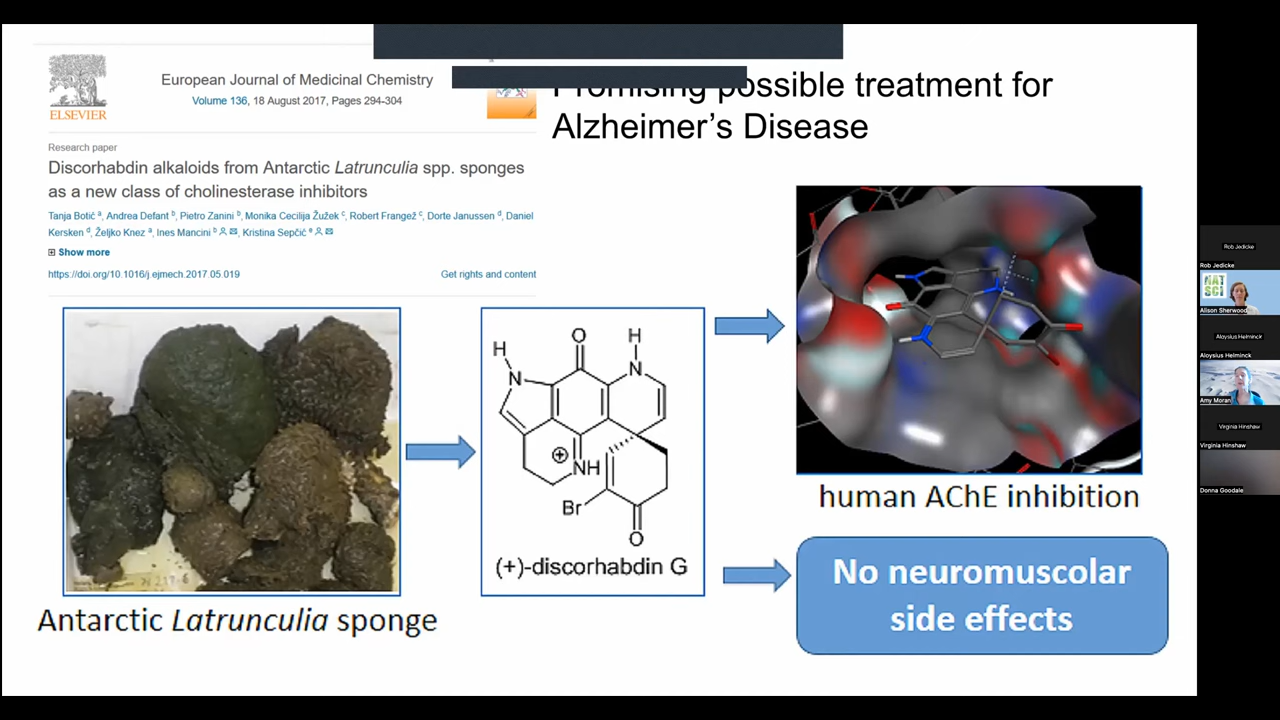 European Journal of Medicinal Chemistry
Volume 136, 18 August 2017, Pages 294-304
ELSEVIER
Promising possible treatment for
Alzheimer's Disease
Research paper
Discorhabdin alkaloids from Antarctic Latrunculia spp. sponges
as a new class of cholinesterase inhibitors
Tanja Botić a, Andrea Defant b, Pietro Zanini b, Monika Cecilija Žužek c, Robert Frangež c, Dorte Janussen d, Daniel
Kersken d, Željko Knez a, Ines Mancini b, Kristina Sepčić e
Show more
https://doi.org/10.1016/j.ejmech.2017.05.019
Get rights and content
H
N
O
H
N
+
NH
Br
O
(+)-discorhabdin G
Antarctic Latrunculia sponge
human AChE inhibition
No neuromuscolar
side effects
Rob Jedicke
Rob Jedicke
NAT
SCI
Alison Sherwood
Aloysius Helminck
Aloysius Helminck
Amy Moran
Virginia Hinshaw
Virginia Hinshaw
Donna Goodale